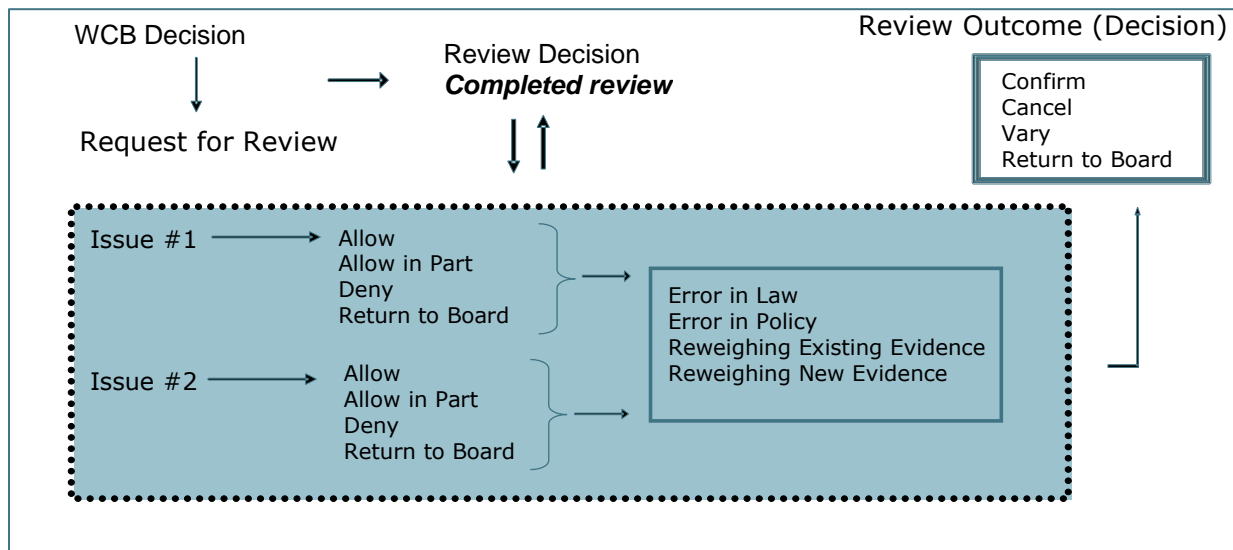 WCB Decision
Request for Review
Review Decision
Completed review
Review Outcome (Decision)
Confirm
Cancel
Vary
Return to Board
Issue #1
Allow
Allow in Part
Deny
Return to Board
Issue #2
Allow
Allow in Part
Deny
Return to Board
Error in Law
Error in Policy
Reweighing Existing Evidence
Reweighing New Evidence